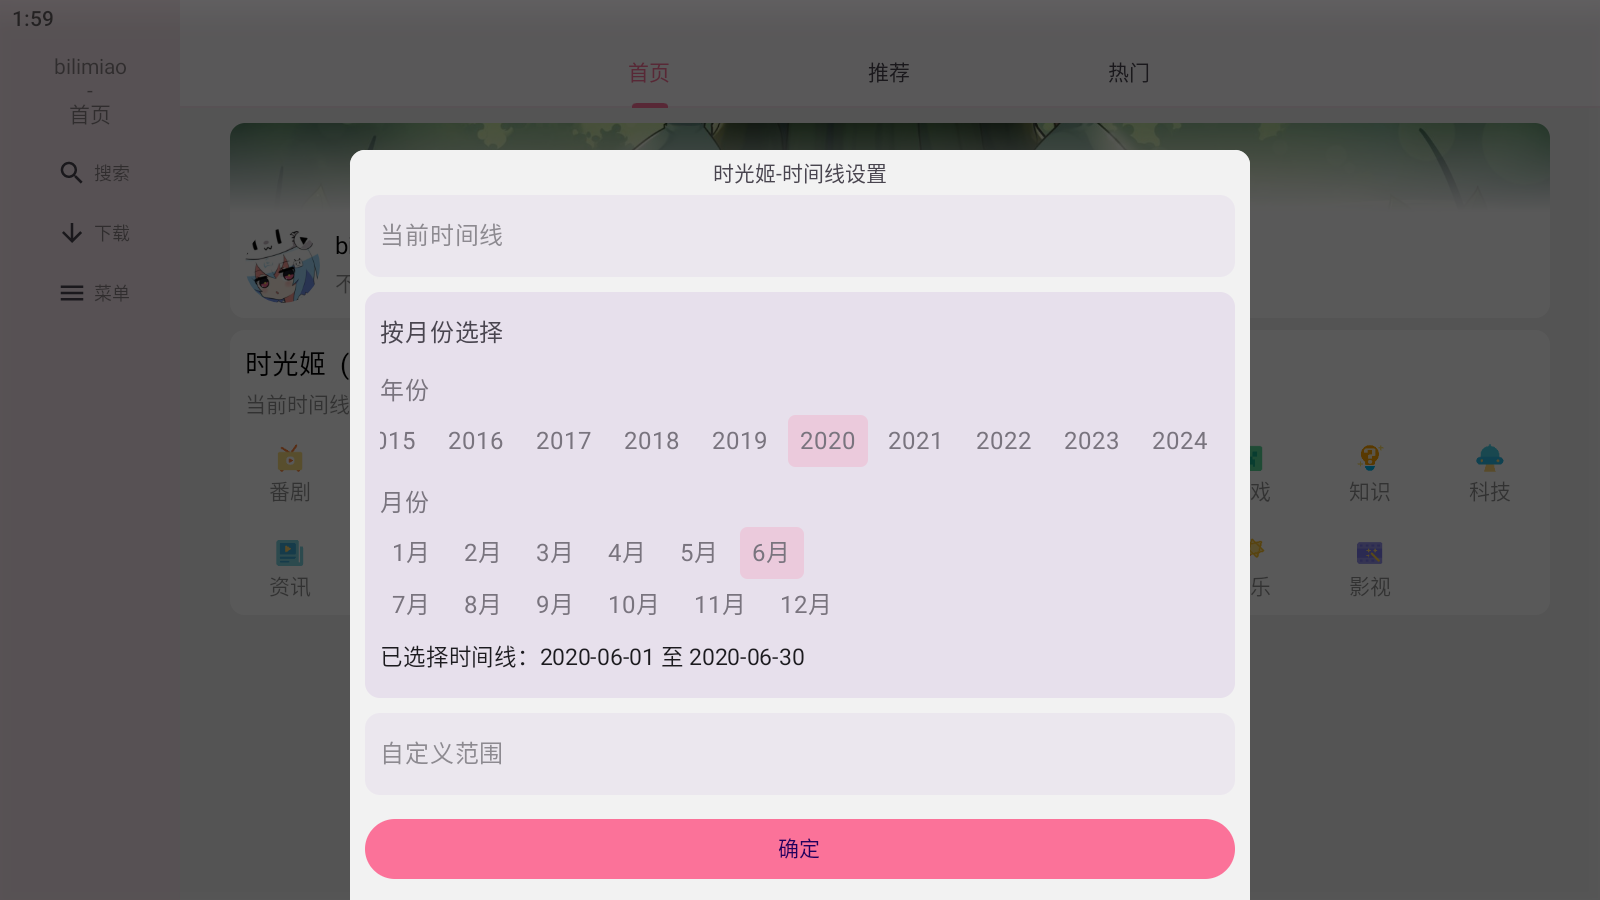 1:59
bilimiao
-
首页
搜索
下载
菜单
首页
推荐
热门
b
不
时光姬 (
当前时间线
番剧
资讯
戏
知识
科技
乐
影视
时光姬-时间线设置
当前时间线
按月份选择
年份
015 2016 2017 2018 2019 2020 2021 2022 2023 2024
月份
1月 2月 3月 4月 5月 6月
7月 8月 9月 10月 11月 12月
已选择时间线：2020-06-01 至 2020-06-30
自定义范围
确定